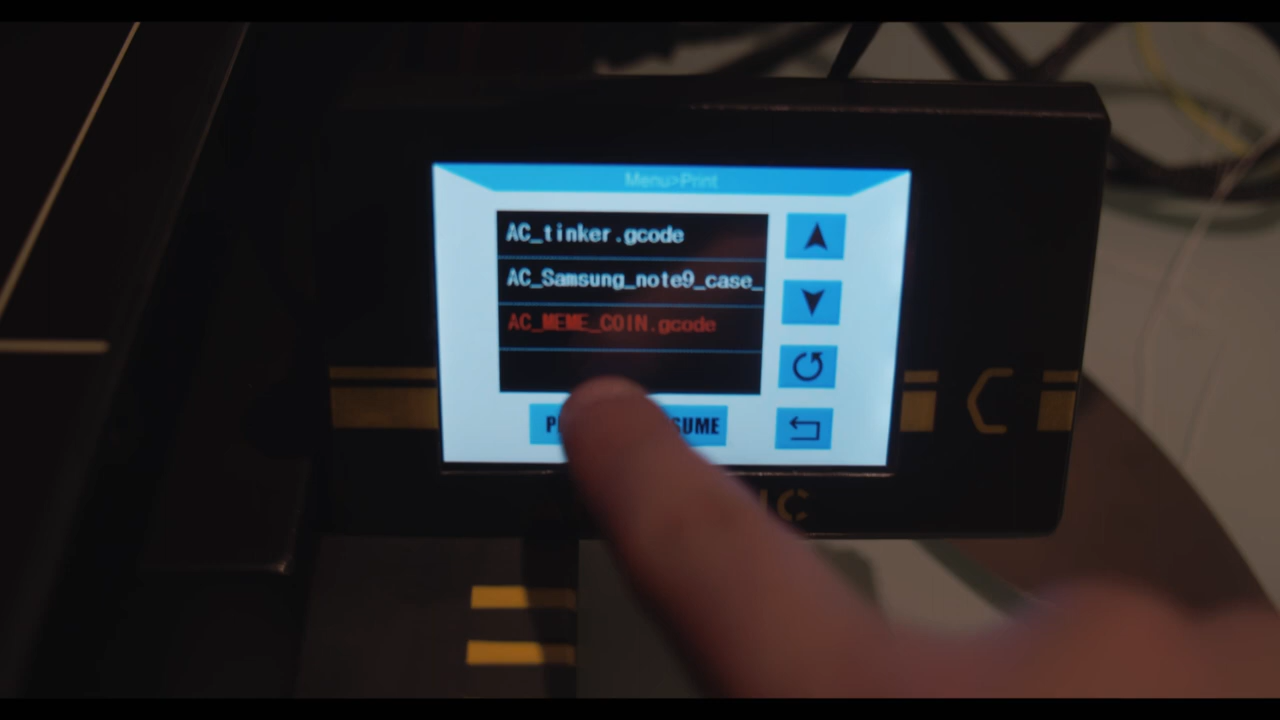 Menu>Print
AC_tinker.gcode
AC_Samsung_note9_case_
AC_MEME_COIN.gcode